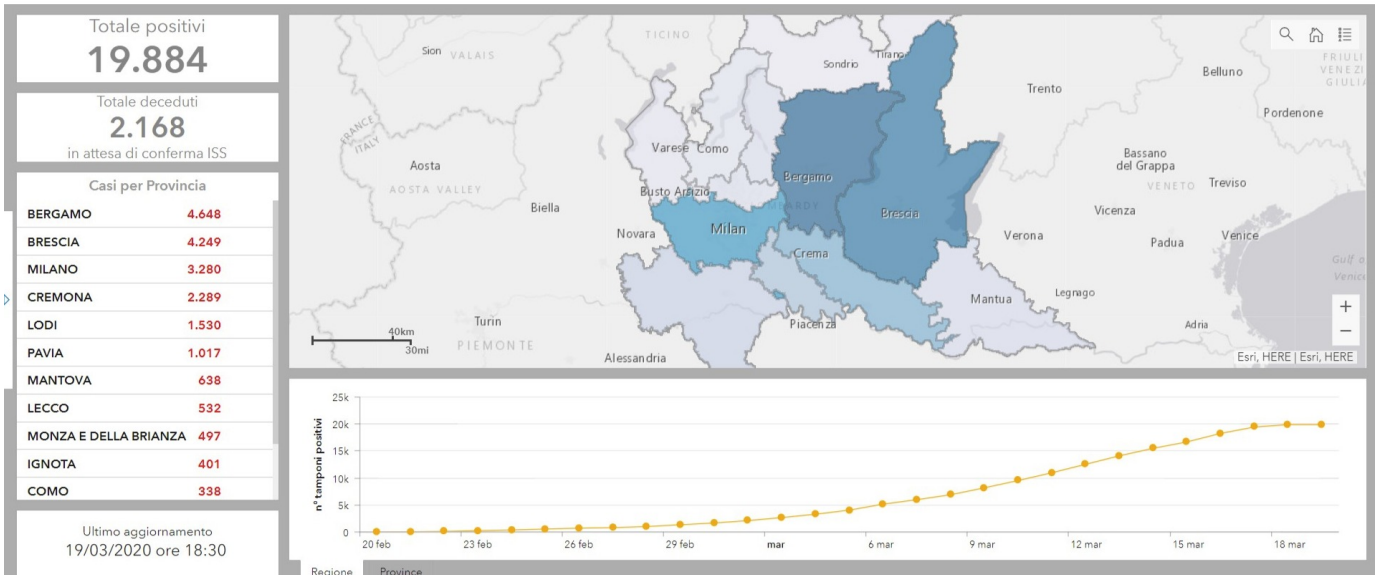 Totale positivi
19.884
Totale deceduti
2.168
in attesa di conferma ISS
Casi per Provincia
BERGAMO 4.648
BRESCIA 4.249
MILANO 3.280
CREMONA 2.289
LODI 1.530
PAVIA 1.017
MANTOVA 638
LECCO 532
MONZA E DELLA BRIANZA 497
IGNOTA 401
COMO 338
Ultimo aggiornamento
19/03/2020 ore 18:30
TICINO
Sion VALAIS
Sondrio
Tirano
Trento
Belluno
FRIULI
VENEZI
GIULIA
Pordenone
FRANCE
ITALY
Aosta
AOSTA VALLEY
Varese Como
Bergamo
Bassano
del Grappa
VENETO Treviso
Busto Arsizio
Biella
Brescia
Vicenza
Novara
Milan
Verona
Padua
Venice
Crema
Gulf o
Venice
Mantua
Legnago
Turin
PIEMONTE
Piacenza
Adria
40km
30mi
Alessandria
+
−
Esri, HERE | Esri, HERE
n° tamponi positivi
25k
20k
15k
10k
5k
0
20 feb 23 feb 26 feb 29 feb mar 6 mar 9 mar 12 mar 15 mar 18 mar
Regione Province